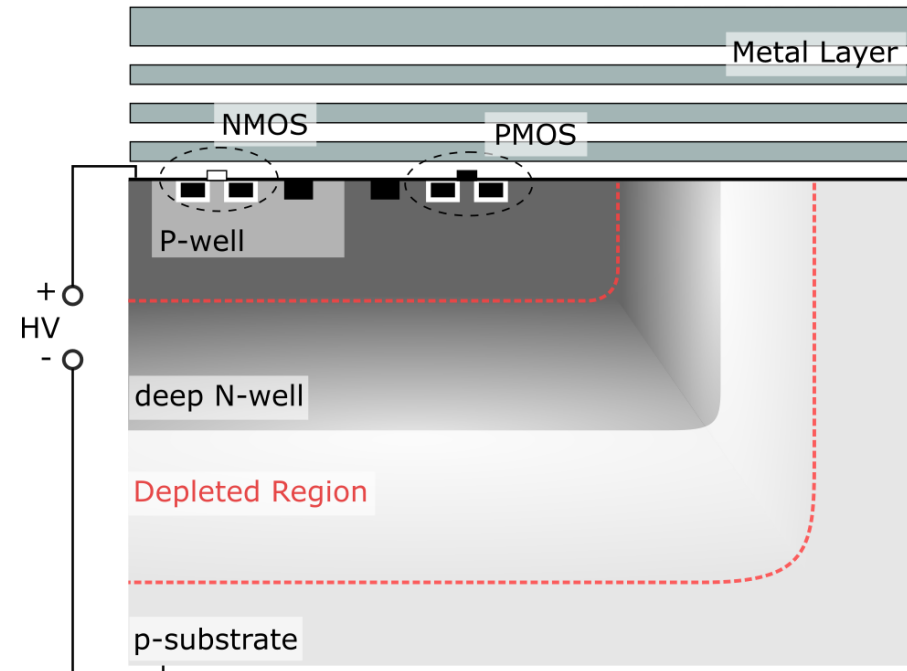 Metal Layer
NMOS
PMOS
P-well
+
HV
-
deep N-well
Depleted Region
p-substrate